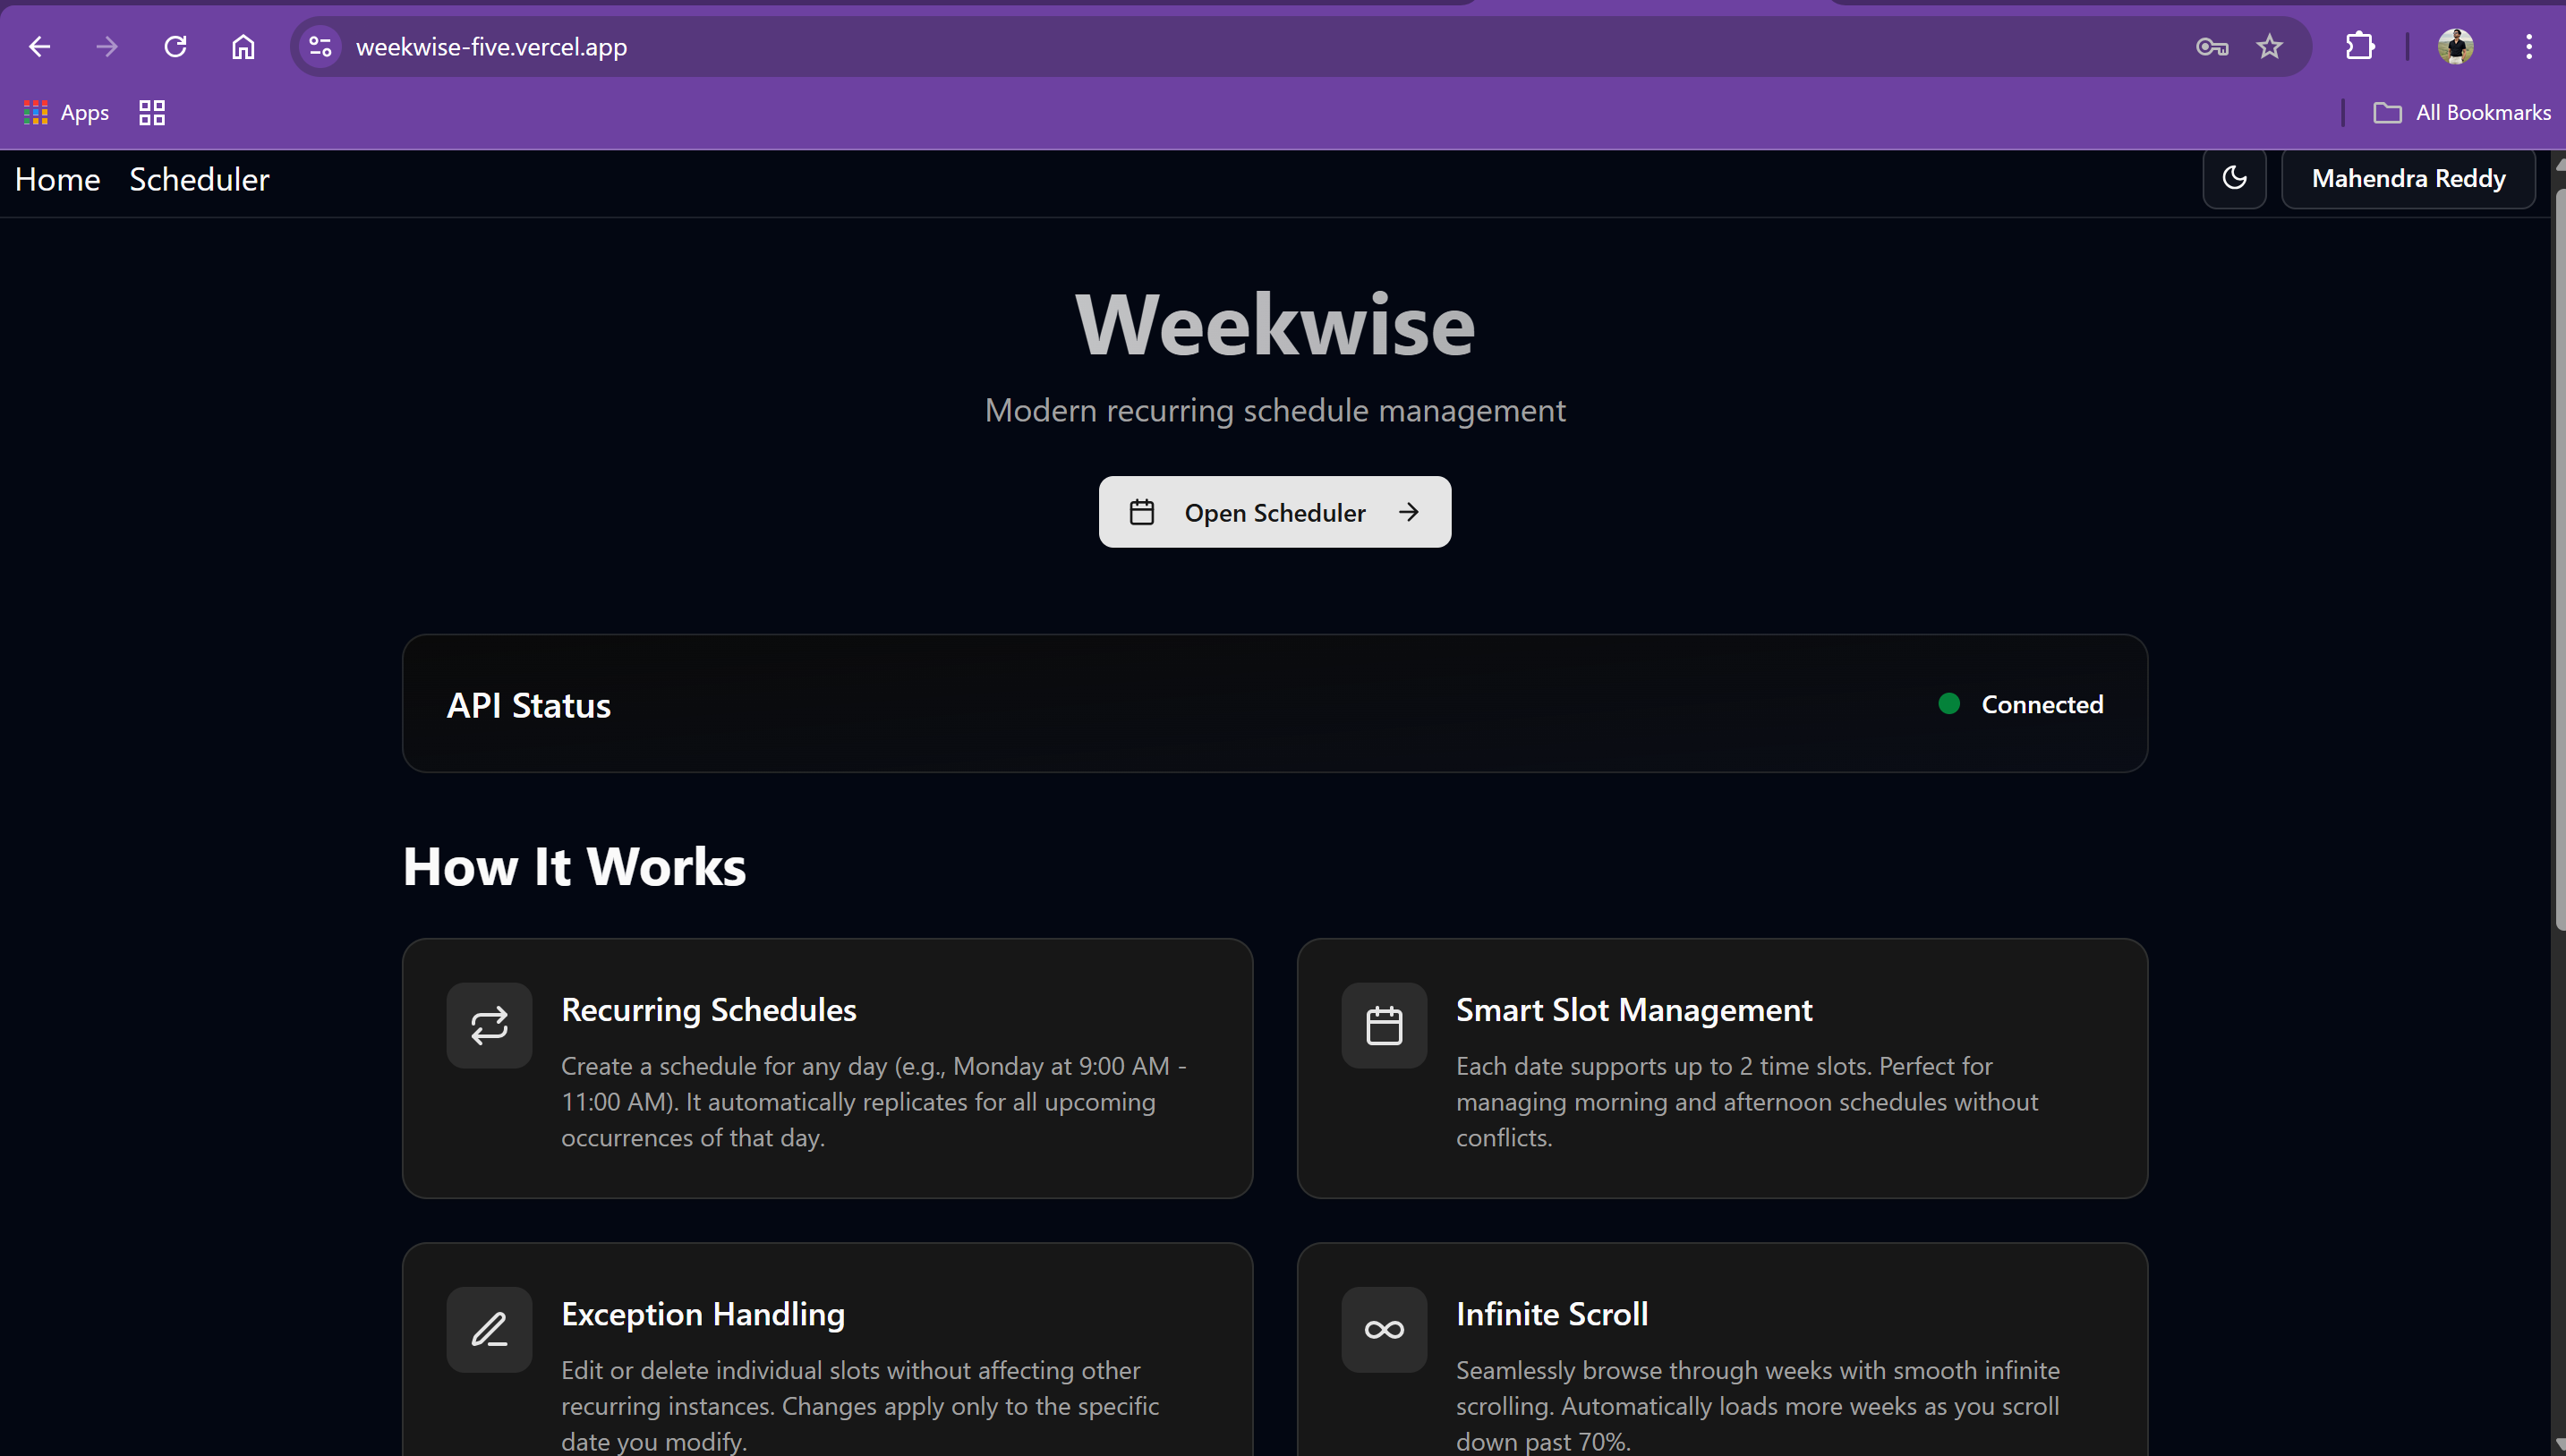 weekwise-five.vercel.app
Apps
All Bookmarks
Home Scheduler
Mahendra Reddy
Weekwise
Modern recurring schedule management
Open Scheduler
API Status
Connected
How It Works
Recurring Schedules
Create a schedule for any day (e.g., Monday at 9:00 AM -
11:00 AM). It automatically replicates for all upcoming
occurrences of that day.
Smart Slot Management
Each date supports up to 2 time slots. Perfect for
managing morning and afternoon schedules without
conflicts.
Exception Handling
Edit or delete individual slots without affecting other
recurring instances. Changes apply only to the specific
date you modify.
Infinite Scroll
Seamlessly browse through weeks with smooth infinite
scrolling. Automatically loads more weeks as you scroll
down past 70%.